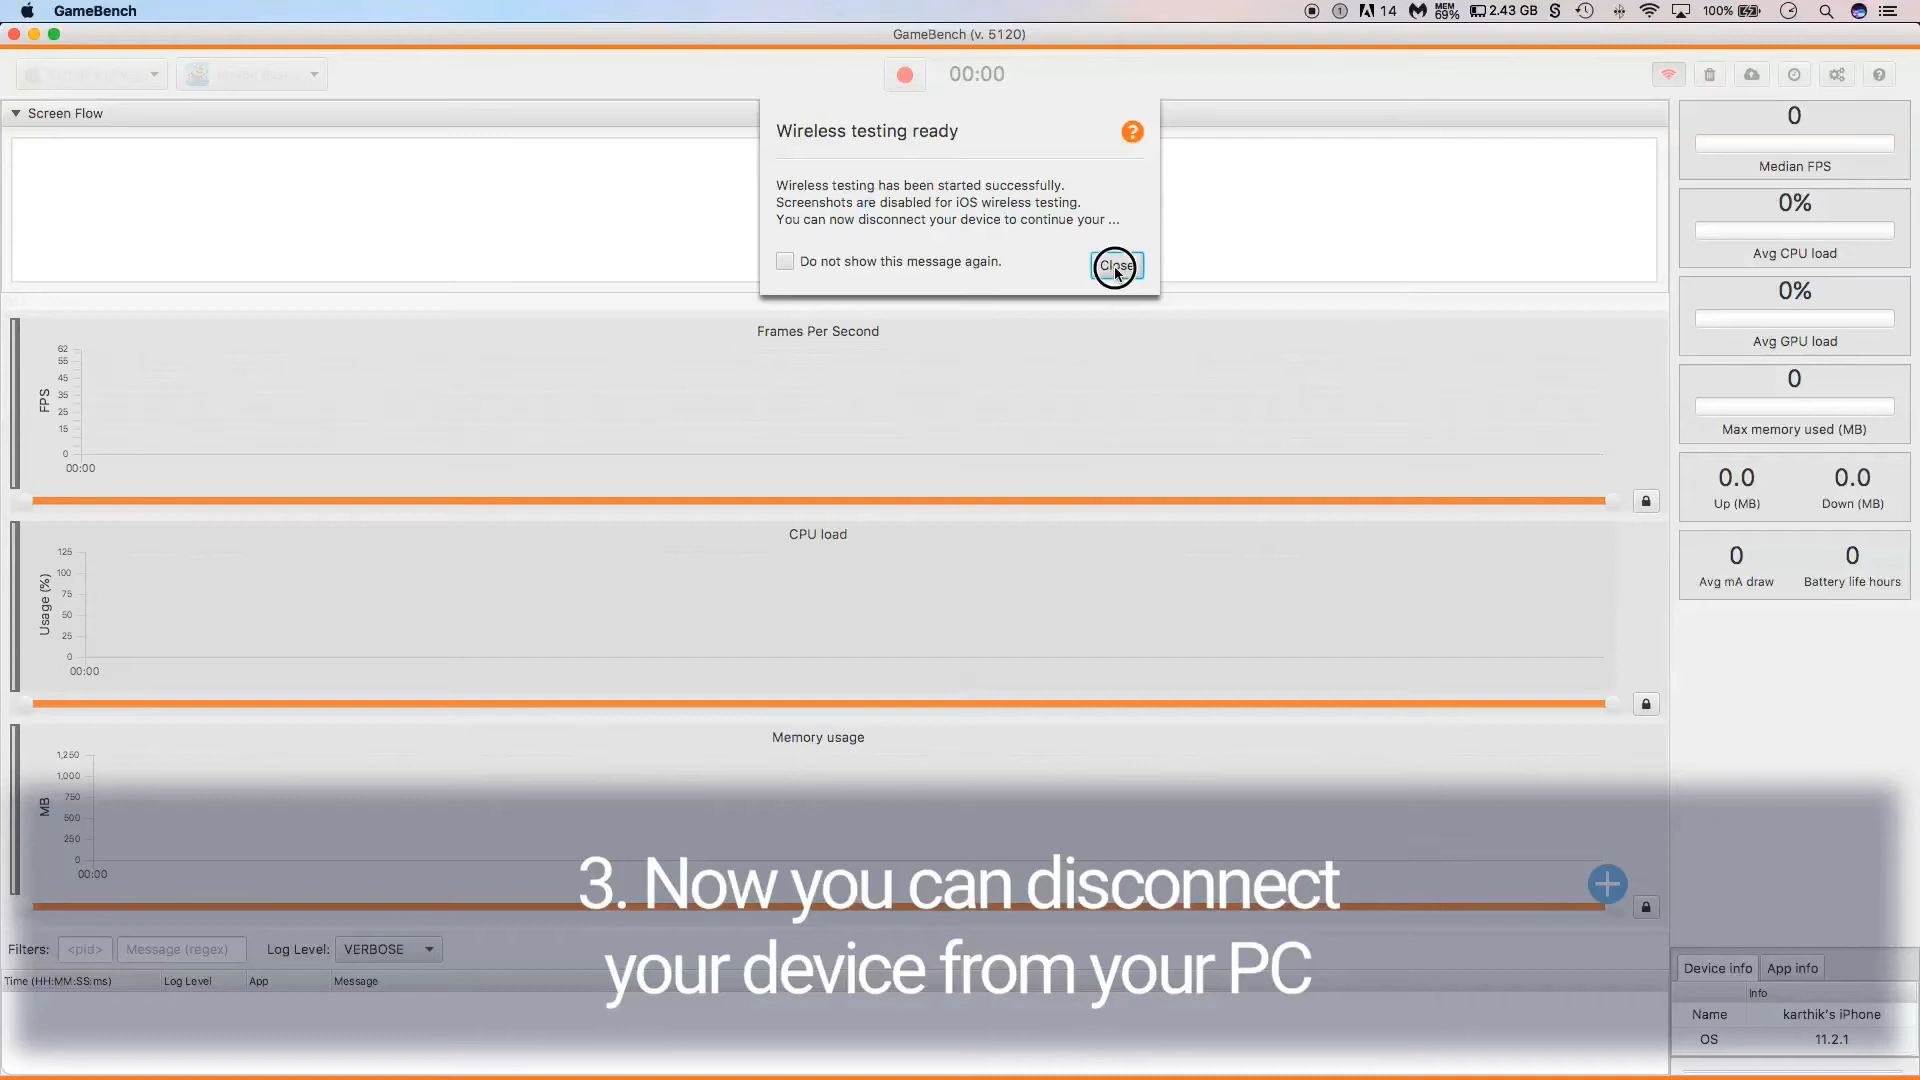 GameBench
14
MEM
69%
2.43 GB
100%
GameBench (v. 5120)
00:00
Screen Flow
Wireless testing ready
?
Wireless testing has been started successfully.
Screenshots are disabled for iOS wireless testing.
You can now disconnect your device to continue your ...
Do not show this message again.
Close
0
Median FPS
0%
Avg CPU load
0%
Avg GPU load
0
Max memory used (MB)
0.0
Up (MB)
0.0
Down (MB)
0
Avg mA draw
0
Battery life hours
Frames Per Second
FPS
62
55
45
35
25
15
0
00:00
CPU load
Usage (%)
125
100
75
50
25
0
00:00
Memory usage
MB
1,250
1,000
750
500
250
0
00:00
3. Now you can disconnect
your device from your PC
Filters:
<pid>
Message (regex)
Log Level:
VERBOSE
Time (HH:MM:SS:ms)
Log Level
App
Message
Device info
App info
Info
Name
karthik's iPhone
OS
11.2.1